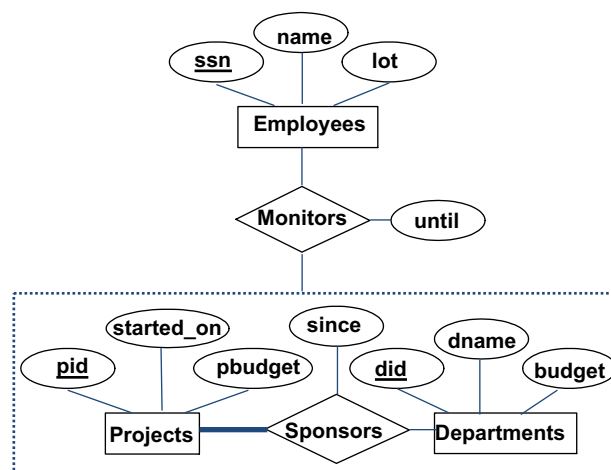 name
ssn
lot
Employees
Monitors
until
started_on
since
dname
pid
pbudget
did
budget
Projects
Sponsors
Departments